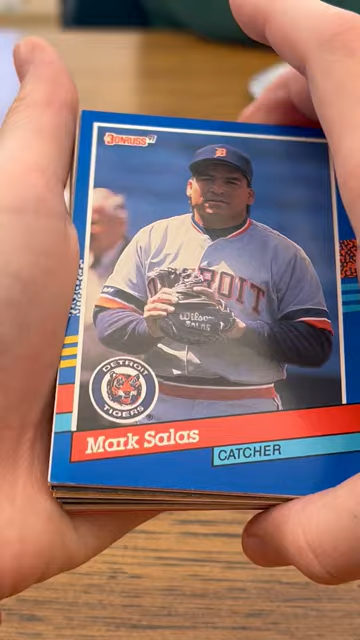 DONRUSS '91
DETROIT
Wilson
SALAS
DETROIT
TIGERS
Mark Salas
CATCHER